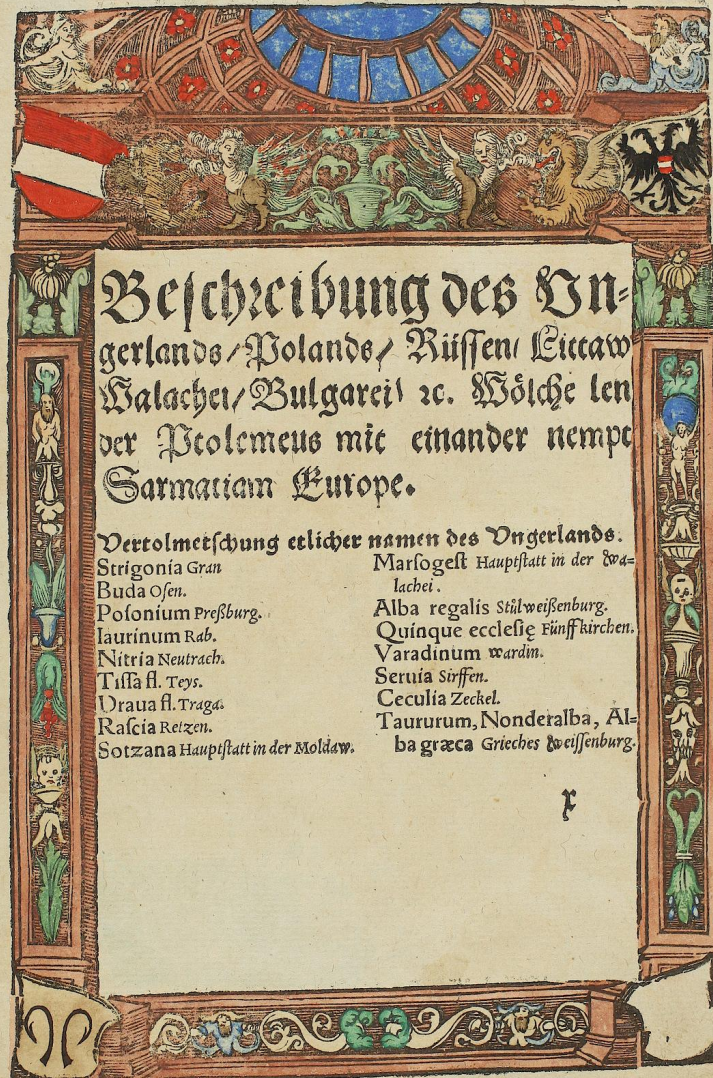 Beschreibung des Vn⸗
gerlands/Polands/ Rüssen/ Littaw
Walachei/Bulgarei/ ꝛc. Wölche len
der Ptolemeus mit einander nempt
Sarmatiam Europe.
Vertolmetschung etlicher namen des Vngerlands.
Strigonia Gran
Buda Ofen.
Posonium Preßburg.
Iaurinum Rab.
Nitria Neutrach.
Tissa fl. Teys.
Draua fl. Traga.
Rascia Retzen.
Sotzana Hauptstatt in der Moldaw.
Marsogest Hauptstatt in der Wa⸗
lachei.
Alba regalis Stůlweißenburg.
Quinque ecclesię Fünffkirchen.
Varadinum wardin.
Seruia Sirffen.
Ceculia Zeckel.
Taururum, Nonderalba, Al⸗
ba græca Grieches Weissenburg.
x